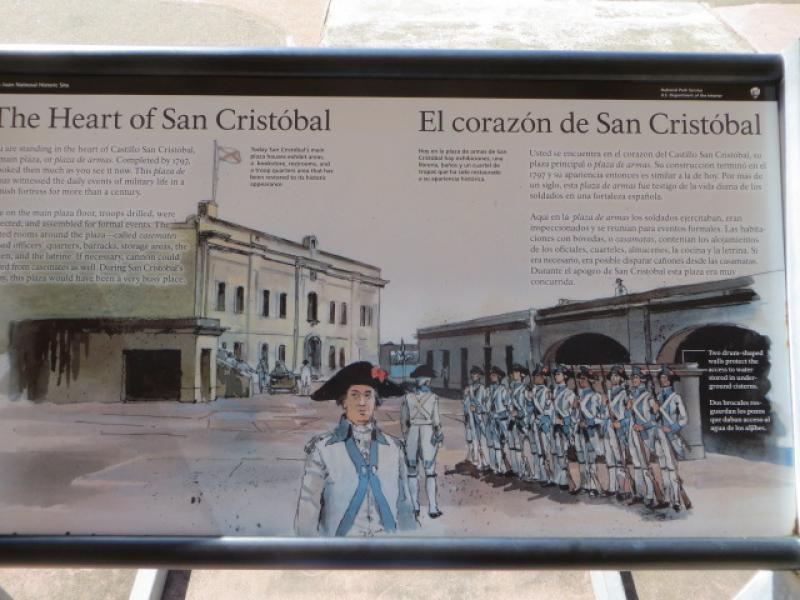 Juan National Historic Site
National Park Service
U.S. Department of the Interior
The Heart of San Cristóbal
are standing in the heart of Castillo San Cristóbal,
main plaza, or plaza de armas. Completed by 1797,
looked then much as you see it now. This plaza de
witnessed the daily events of military life in a
fortress for more than a century.
on the main plaza floor, troops drilled, were
and assembled for formal events. The
rooms around the plaza—called casemates
officers' quarters, barracks, storage areas, the
and the latrine. If necessary, cannon could
from casemates as well. During San Cristóbal's
this plaza would have been a very busy place.
Today San Cristóbal's main
plaza houses exhibit areas,
a bookstore, restrooms, and
a troop quarters area that has
been restored to its historic
appearance.
El corazón de San Cristóbal
Hoy en la plaza de armas de San
Cristóbal hay exhibiciones, una
librería, baños y un cuartel de
tropas que ha sido restaurado
a su apariencia histórica.
Usted se encuentra en el corazón del Castillo San Cristóbal, su
plaza principal o plaza de armas. Su construcción terminó en el
1797 y su apariencia entonces es similar a la de hoy. Por más de
un siglo, esta plaza de armas fue testigo de la vida diaria de los
soldados en una fortaleza española.
Aquí en la plaza de armas los soldados ejercitaban, eran
inspeccionados y se reunían para eventos formales. Las habita-
ciones con bóvedas, o casamatas, contenían los alojamientos
de los oficiales, cuarteles, almacenes, la cocina y la letrina. Si
era necesario, era posible disparar cañones desde las casamatas.
Durante el apogeo de San Cristóbal esta plaza era muy
concurrida.
Two drum-shaped
walls protect the
access to water
stored in under-
ground cisterns.
Dos brocales res-
guardan los pozos
que daban acceso al
agua de los aljibes.